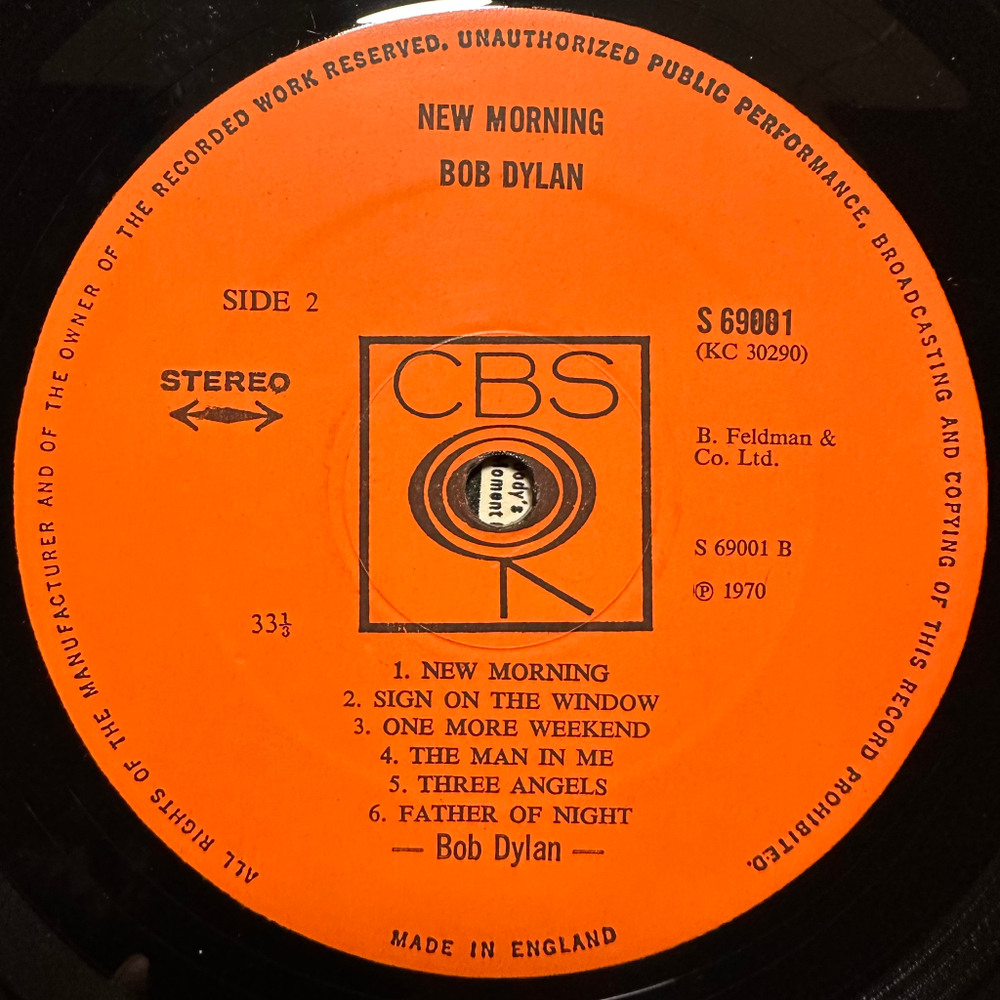 ALL RIGHTS OF THE MANUFACTURER AND OF THE OWNER OF THE RECORDED WORK RESERVED. UNAUTHORIZED PUBLIC PERFORMANCE, BROADCASTING AND COPYING OF THIS RECORD PROHIBITED.
NEW MORNING
BOB DYLAN
SIDE 2
STEREO
33⅓
S 69001
(KC 30290)
B. Feldman &
Co. Ltd.
S 69001 B
℗ 1970
CBS
ody's
oment
1. NEW MORNING
2. SIGN ON THE WINDOW
3. ONE MORE WEEKEND
4. THE MAN IN ME
5. THREE ANGELS
6. FATHER OF NIGHT
— Bob Dylan —
MADE IN ENGLAND